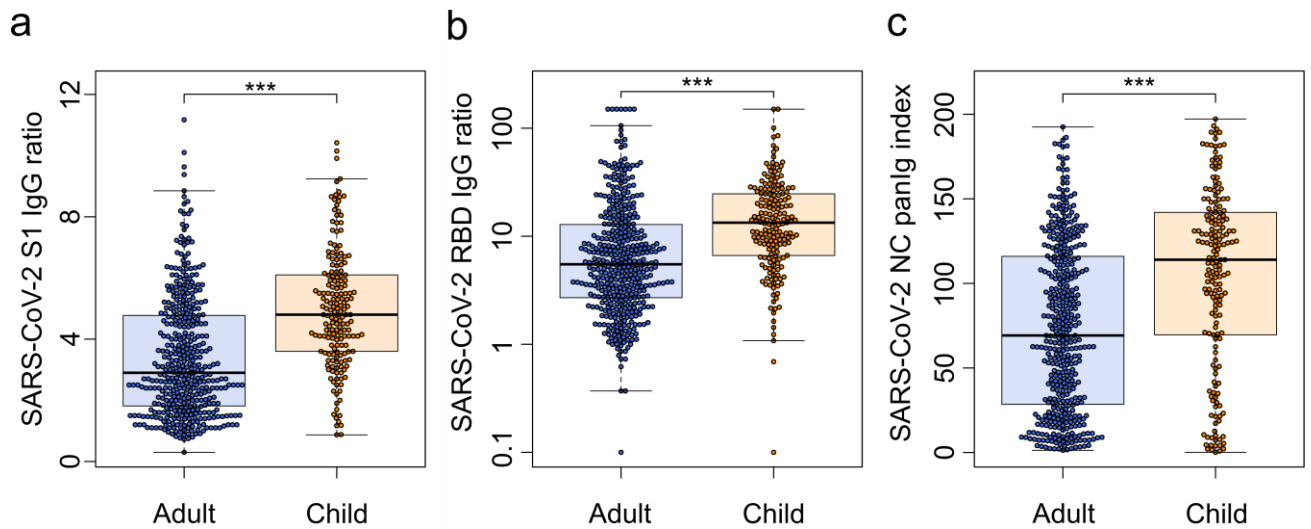 a
SARS-CoV-2 S1 IgG ratio
12
8
4
0
***
Adult
Child
b
SARS-CoV-2 RBD IgG ratio
100
10
1
0.1
***
Adult
Child
c
SARS-CoV-2 NC panIg index
200
150
100
50
0
***
Adult
Child